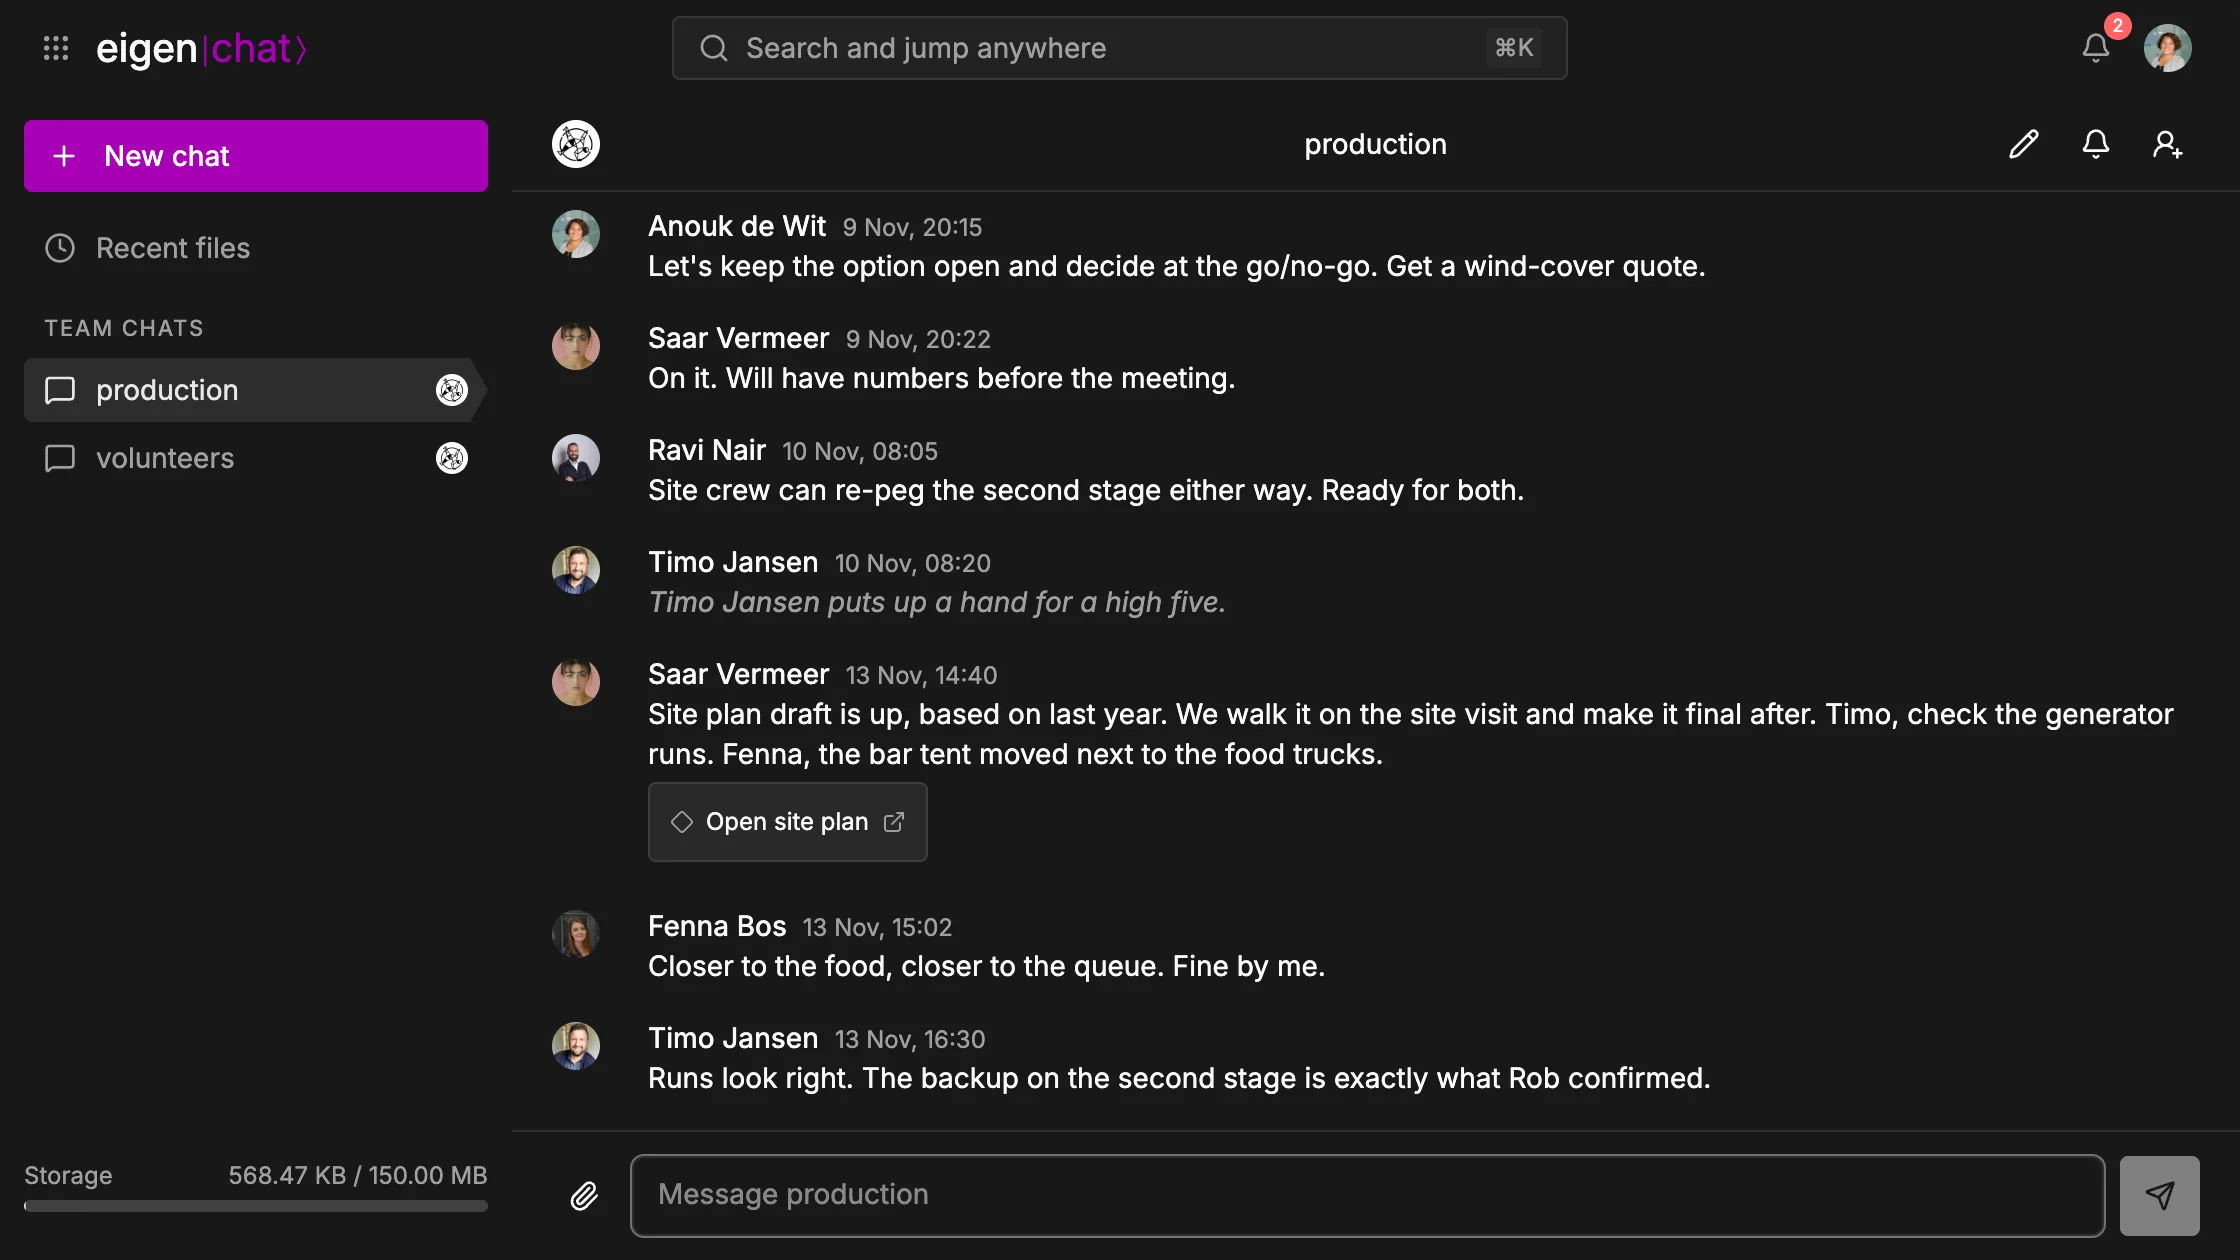 eigen|chat⟩
Search and jump anywhere
⌘K
2
New chat
Recent files
TEAM CHATS
production
volunteers
Storage
568.47 KB / 150.00 MB
production
Anouk de Wit 9 Nov, 20:15
Let's keep the option open and decide at the go/no-go. Get a wind-cover quote.
Saar Vermeer 9 Nov, 20:22
On it. Will have numbers before the meeting.
Ravi Nair 10 Nov, 08:05
Site crew can re-peg the second stage either way. Ready for both.
Timo Jansen 10 Nov, 08:20
Timo Jansen puts up a hand for a high five.
Saar Vermeer 13 Nov, 14:40
Site plan draft is up, based on last year. We walk it on the site visit and make it final after. Timo, check the generator
runs. Fenna, the bar tent moved next to the food trucks.
Open site plan
Fenna Bos 13 Nov, 15:02
Closer to the food, closer to the queue. Fine by me.
Timo Jansen 13 Nov, 16:30
Runs look right. The backup on the second stage is exactly what Rob confirmed.
Message production